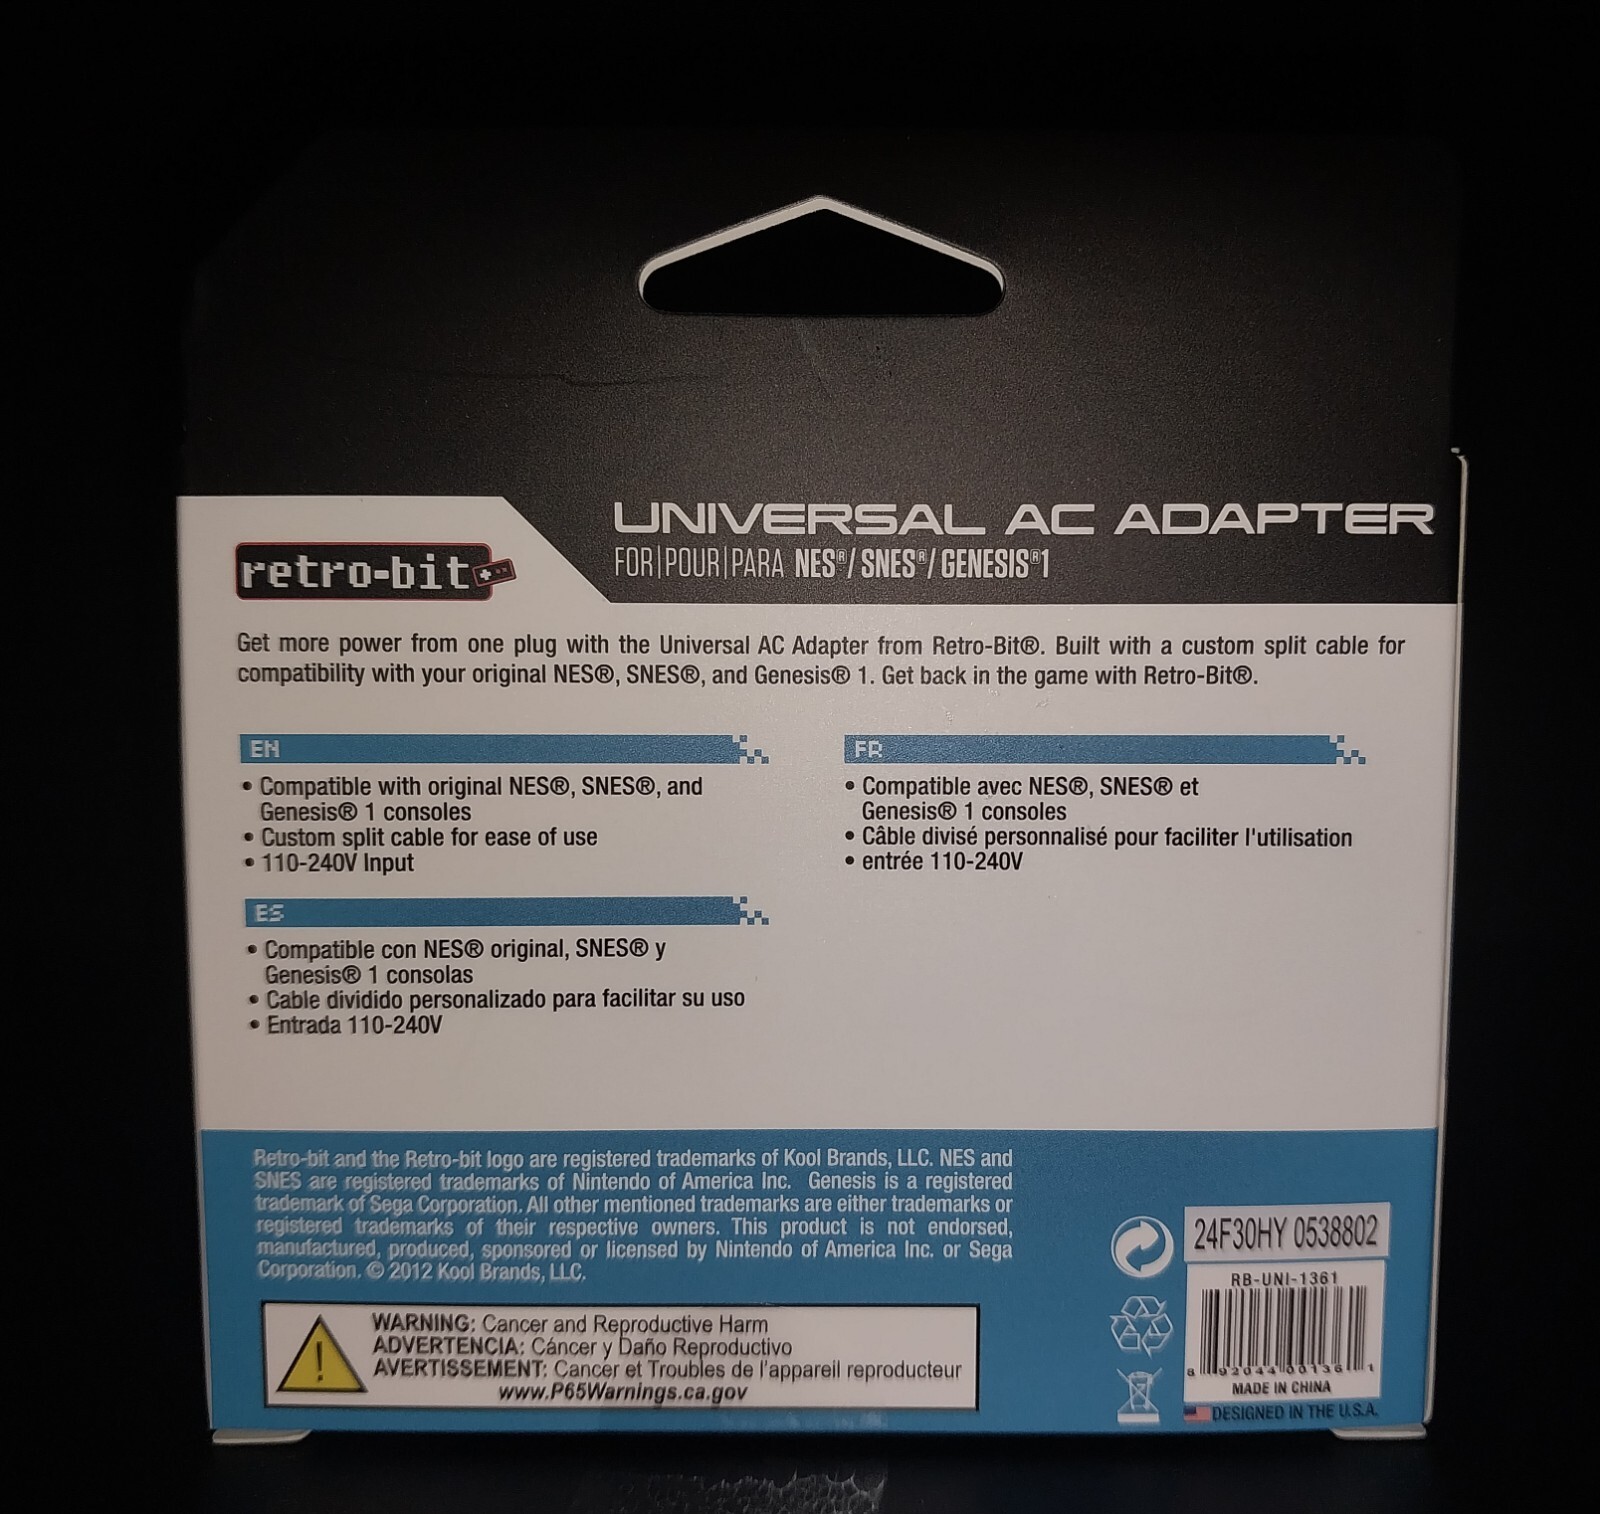 UNIVERSAL AC ADAPTER
FOR|POUR|PARA NES®/SNES®/GENESIS®1
retro-bit
Get more power from one plug with the Universal AC Adapter from Retro-Bit®. Built with a custom split cable for
compatibility with your original NES®, SNES®, and Genesis® 1. Get back in the game with Retro-Bit®.
EN
• Compatible with original NES®, SNES®, and
Genesis® 1 consoles
• Custom split cable for ease of use
• 110-240V Input
FR
• Compatible avec NES®, SNES® et
Genesis® 1 consoles
• Câble divisé personnalisé pour faciliter l'utilisation
• entrée 110-240V
ES
• Compatible con NES® original, SNES® y
Genesis® 1 consolas
• Cable dividido personalizado para facilitar su uso
• Entrada 110-240V
Retro-bit and the Retro-bit logo are registered trademarks of Kool Brands, LLC. NES and
SNES are registered trademarks of Nintendo of America Inc. Genesis is a registered
trademark of Sega Corporation. All other mentioned trademarks are either trademarks or
registered trademarks of their respective owners. This product is not endorsed,
manufactured, produced, sponsored or licensed by Nintendo of America Inc. or Sega
Corporation. © 2012 Kool Brands, LLC.
WARNING: Cancer and Reproductive Harm
ADVERTENCIA: Cáncer y Daño Reproductivo
AVERTISSEMENT: Cancer et Troubles de l'appareil reproducteur
www.P65Warnings.ca.gov
24F30HY 0538802
RB-UNI-1361
8 92044 00136 1
MADE IN CHINA
DESIGNED IN THE U.S.A.